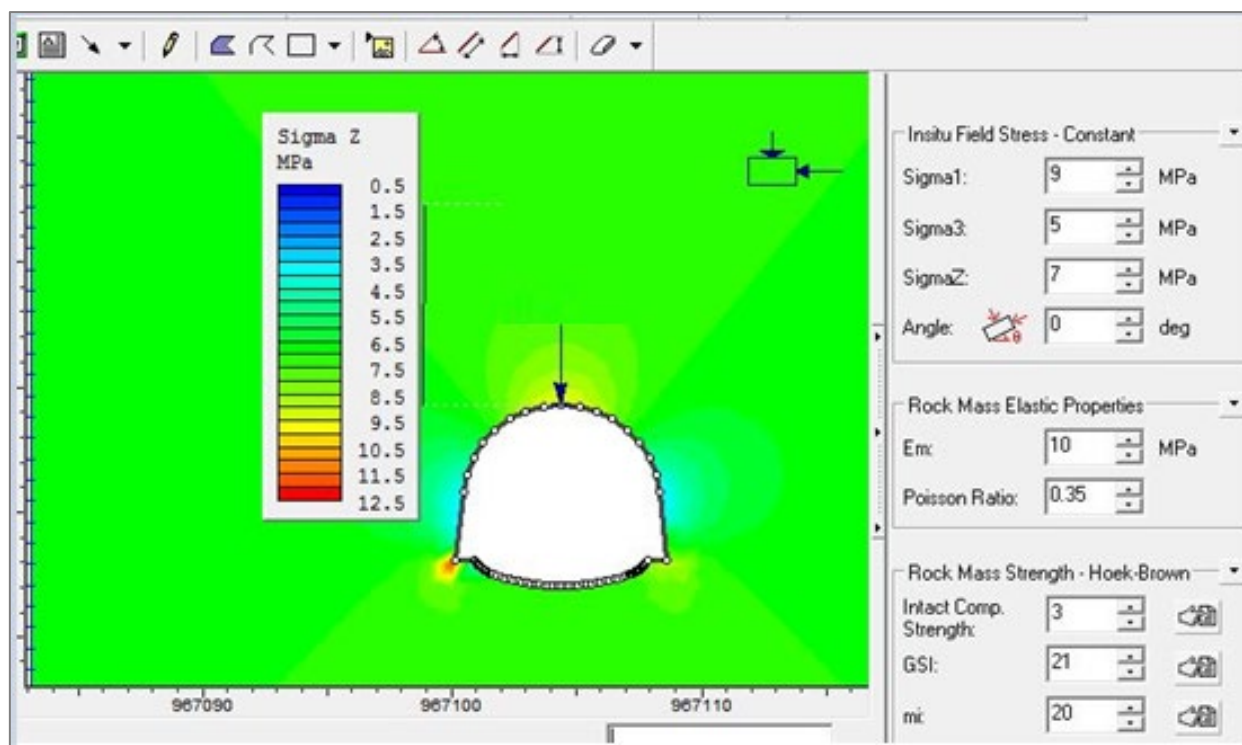 Sigma Z
MPa
0.5
1.5
2.5
3.5
4.5
5.5
6.5
7.5
8.5
9.5
10.5
11.5
12.5
967090
967100
967110
Insitu Field Stress - Constant
Sigma1: 9 MPa
Sigma3: 5 MPa
SigmaZ: 7 MPa
Angle: θ 0 deg
Rock Mass Elastic Properties
Em: 10 MPa
Poisson Ratio: 0.35
Rock Mass Strength - Hoek-Brown
Intact Comp.
Strength: 3
GSI: 21
mi: 20